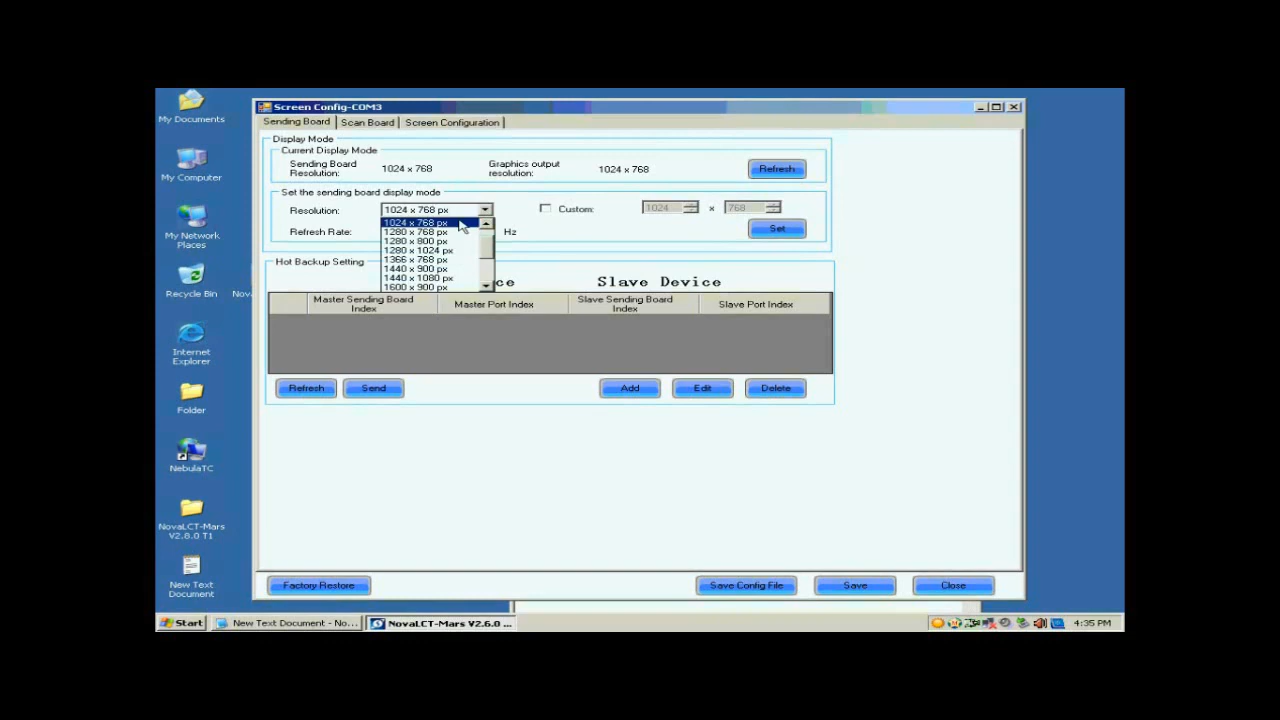 Screen Config-COM3
Sending Board Scan Board Screen Configuration
Display Mode
Current Display Mode
Sending Board Resolution: 1024 x 768 Graphics output resolution: 1024 x 768 Refresh
Set the sending board display mode
Resolution: 1024 x 768 px Custom: 1024 x 768
Refresh Rate: Hz Set
1024 x 768 px
1280 x 768 px
1280 x 800 px
1280 x 1024 px
1366 x 768 px
1440 x 900 px
1440 x 1080 px
1600 x 900 px
Hot Backup Setting
ce Slave Device
Master Sending Board Index Master Port Index Slave Sending Board Index Slave Port Index
Refresh Send Add Edit Delete
Factory Restore Save Config File Save Close
My Documents
My Computer
My Network Places
Recycle Bin Nov
Internet Explorer
Folder
NebulaTC
NovaLCT-Mars V2.8.0 T1
New Text Document
Start New Text Document - No... NovaLCT-Mars V2.6.0 ... 4:35 PM